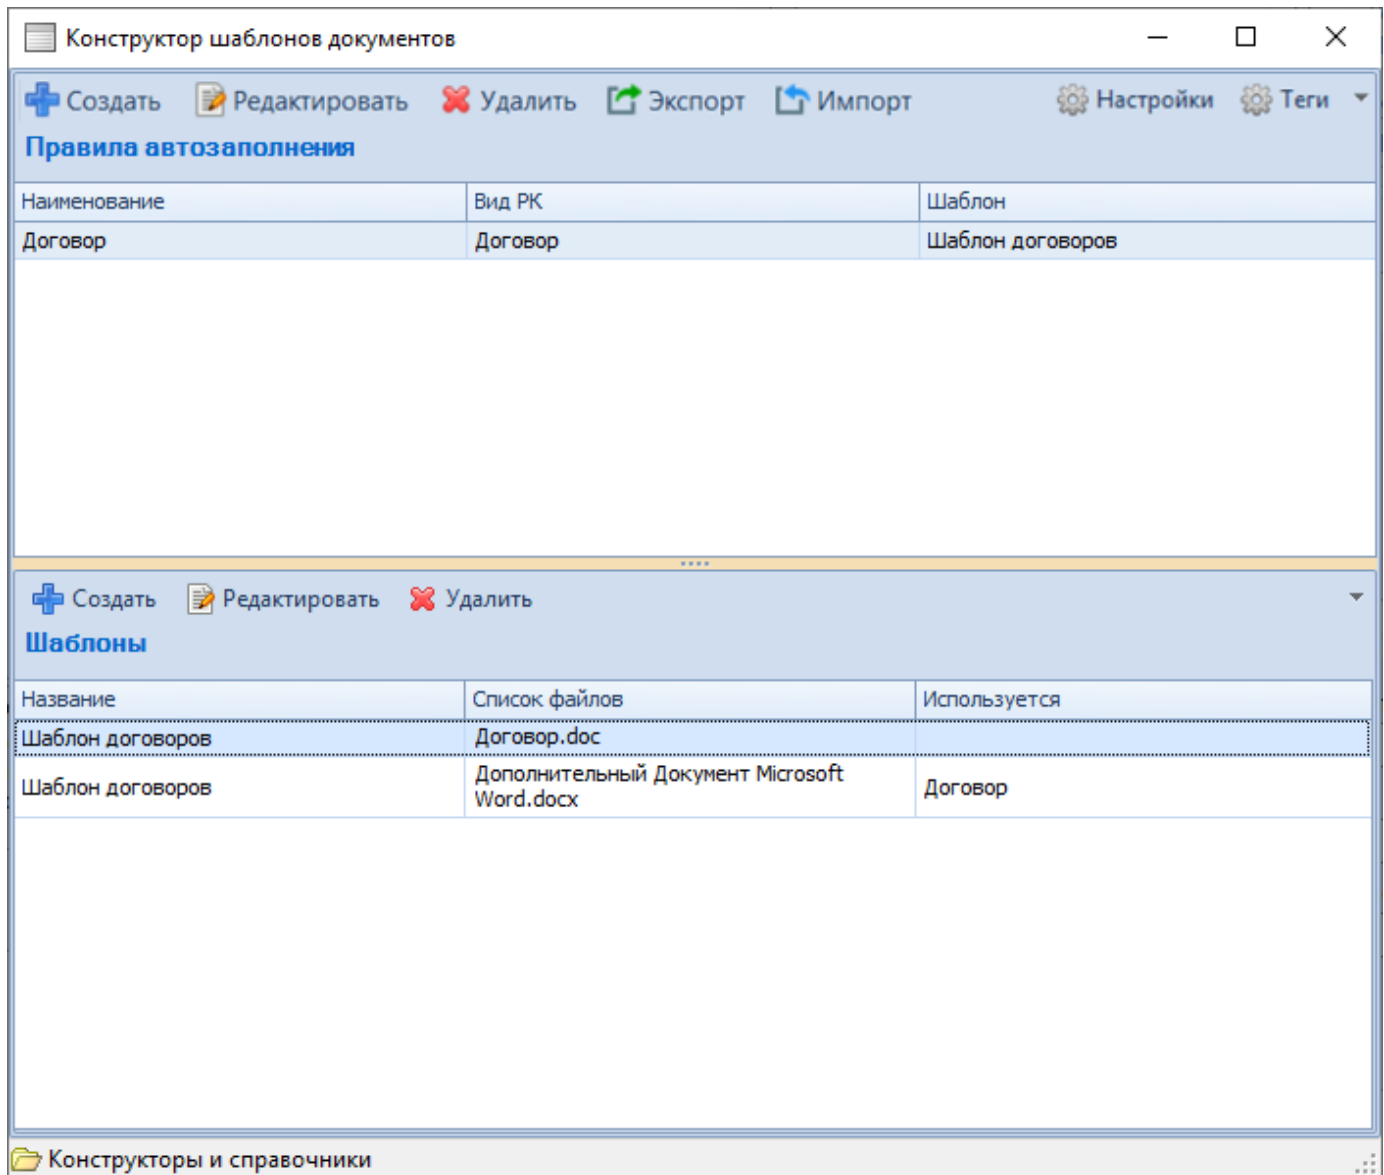 Конструктор шаблонов документов
Создать Редактировать Удалить Экспорт Импорт Настройки Теги
Правила автозаполнения
Наименование Вид РК Шаблон
Договор Договор Шаблон договоров
Создать Редактировать Удалить
Шаблоны
Название Список файлов Используется
Шаблон договоров Договор.doc
Шаблон договоров Дополнительный Документ Microsoft Word.docx Договор
Конструкторы и справочники